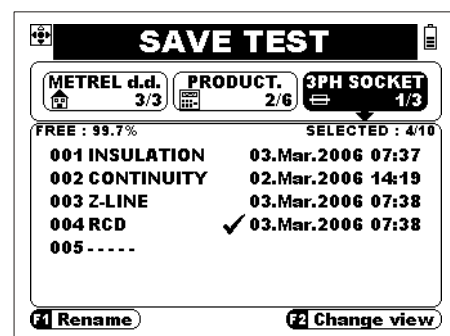 SAVE TEST
METREL d.d. PRODUCT. 3PH SOCKET
3/3 2/6 1/3
FREE : 99.7% SELECTED : 4/10
001 INSULATION 03.Mar.2006 07:37
002 CONTINUITY 02.Mar.2006 14:19
003 Z-LINE 03.Mar.2006 07:38
004 RCD ✓ 03.Mar.2006 07:38
005 - - - - -
F1 Rename F2 Change view